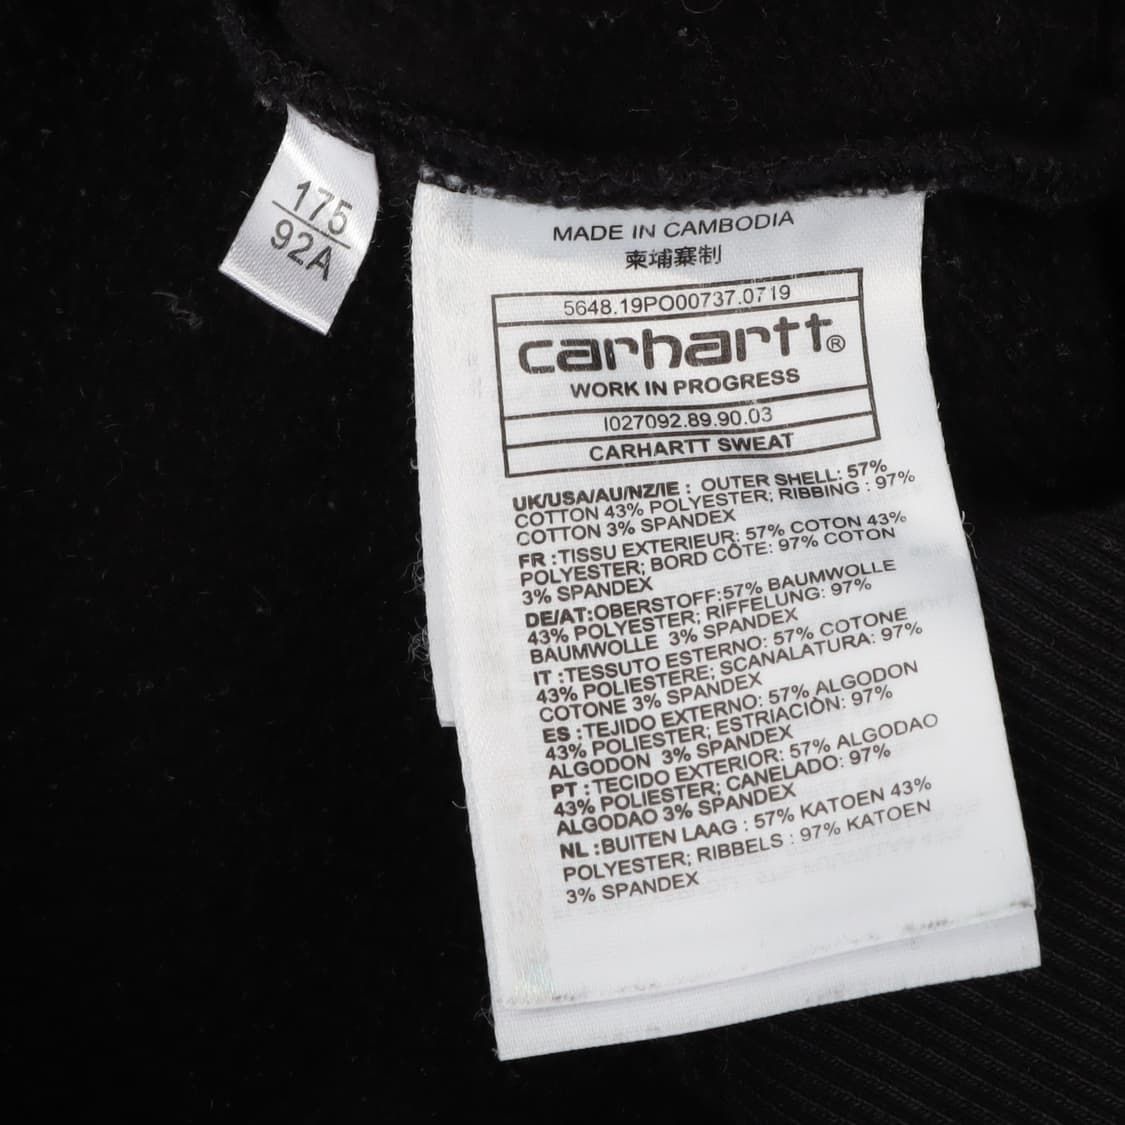 175
92A
MADE IN CAMBODIA
柬埔寨制
5648.19PO00737.0719
carhartt®
WORK IN PROGRESS
I027092.89.90.03
CARHARTT SWEAT
UK/USA/AU/NZ/IE : OUTER SHELL: 57%
COTTON 43% POLYESTER; RIBBING : 97%
COTTON 3% SPANDEX
FR :TISSU EXTERIEUR: 57% COTON 43%
POLYESTER; BORD CÔTE: 97% COTON
3% SPANDEX
DE/AT:OBERSTOFF:57% BAUMWOLLE
43% POLYESTER; RIFFELUNG: 97%
BAUMWOLLE 3% SPANDEX
IT :TESSUTO ESTERNO: 57% COTONE
43% POLIESTERE; SCANALATURA: 97%
COTONE 3% SPANDEX
ES :TEJIDO EXTERNO: 57% ALGODON
43% POLIESTER; ESTRIACIÒN: 97%
ALGODON 3% SPANDEX
PT :TECIDO EXTERIOR: 57% ALGODAO
43% POLIESTER; CANELADO: 97%
ALGODAO 3% SPANDEX
NL :BUITEN LAAG : 57% KATOEN 43%
POLYESTER; RIBBELS : 97% KATOEN
3% SPANDEX